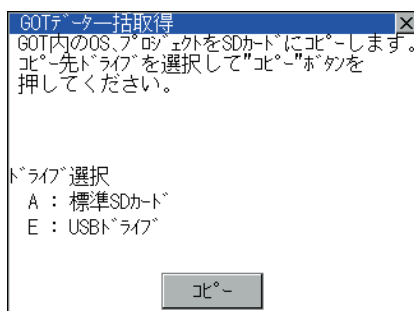 GOTﾃﾞｰﾀ一括取得
GOT内のOS､ﾌﾟﾛｼﾞｪｸﾄをSDｶｰﾄﾞにｺﾋﾟｰします｡
ｺﾋﾟｰ先ﾄﾞﾗｲﾌﾞを選択して"ｺﾋﾟｰ"ﾎﾞﾀﾝを
押してください｡
ﾄﾞﾗｲﾌﾞ選択
A : 標準SDｶｰﾄﾞ
E : USBﾄﾞﾗｲﾌﾞ
ｺﾋﾟｰ